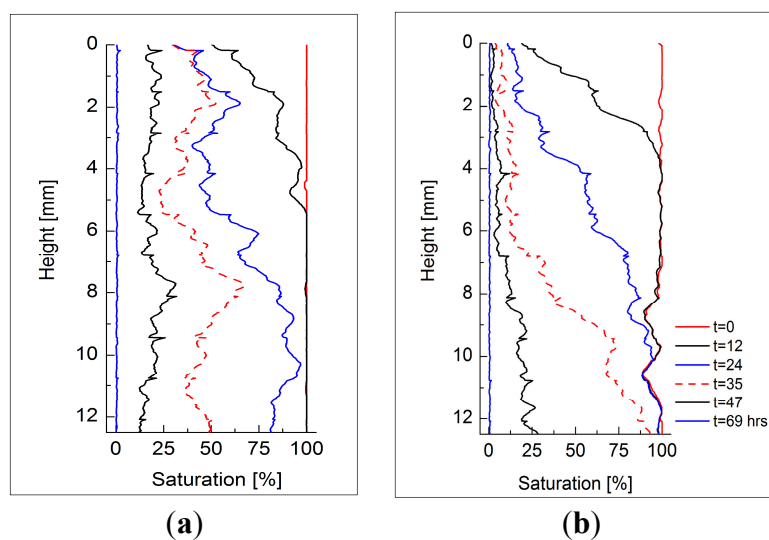 0
2
4
6
8
10
12
Height [mm]
0 25 50 75 100
Saturation [%]
(a)
0
2
4
6
8
10
12
Height [mm]
0 25 50 75 100
Saturation [%]
t=0
t=12
t=24
t=35
t=47
t=69 hrs
(b)